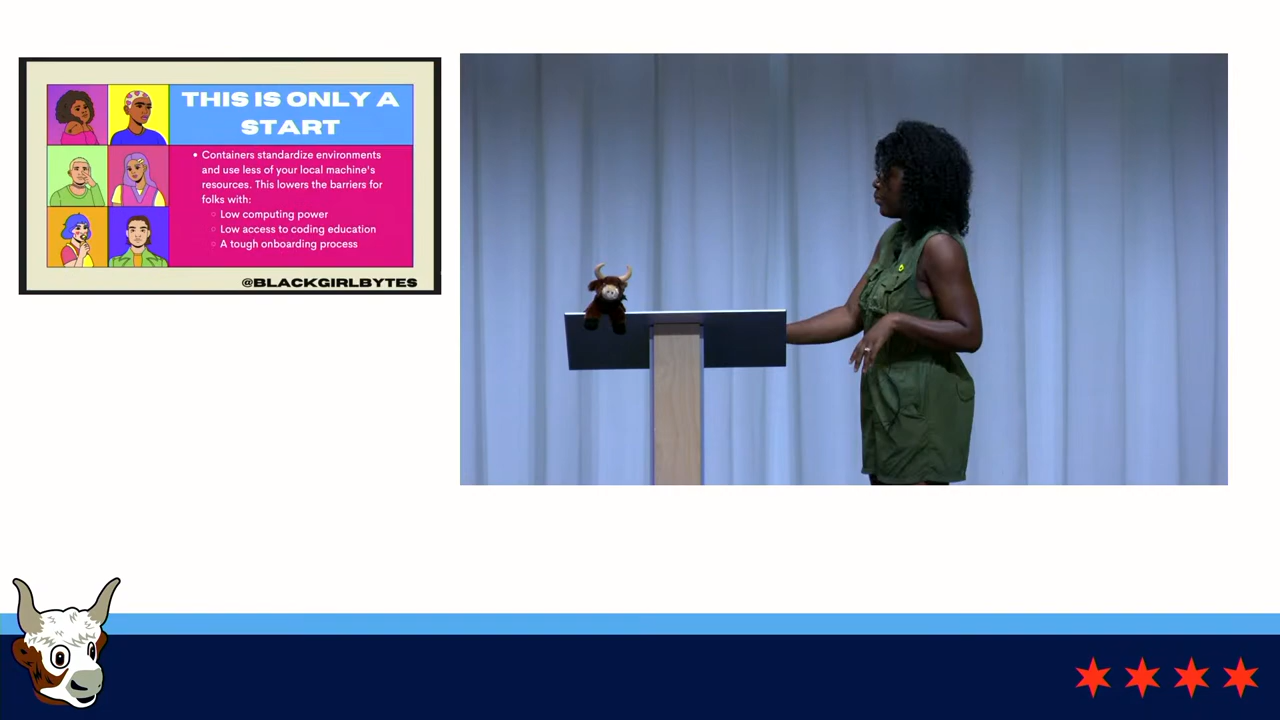 THIS IS ONLY A
START
• Containers standardize environments
and use less of your local machine's
resources. This lowers the barriers for
folks with:
○ Low computing power
○ Low access to coding education
○ A tough onboarding process
@BLACKGIRLBYTES